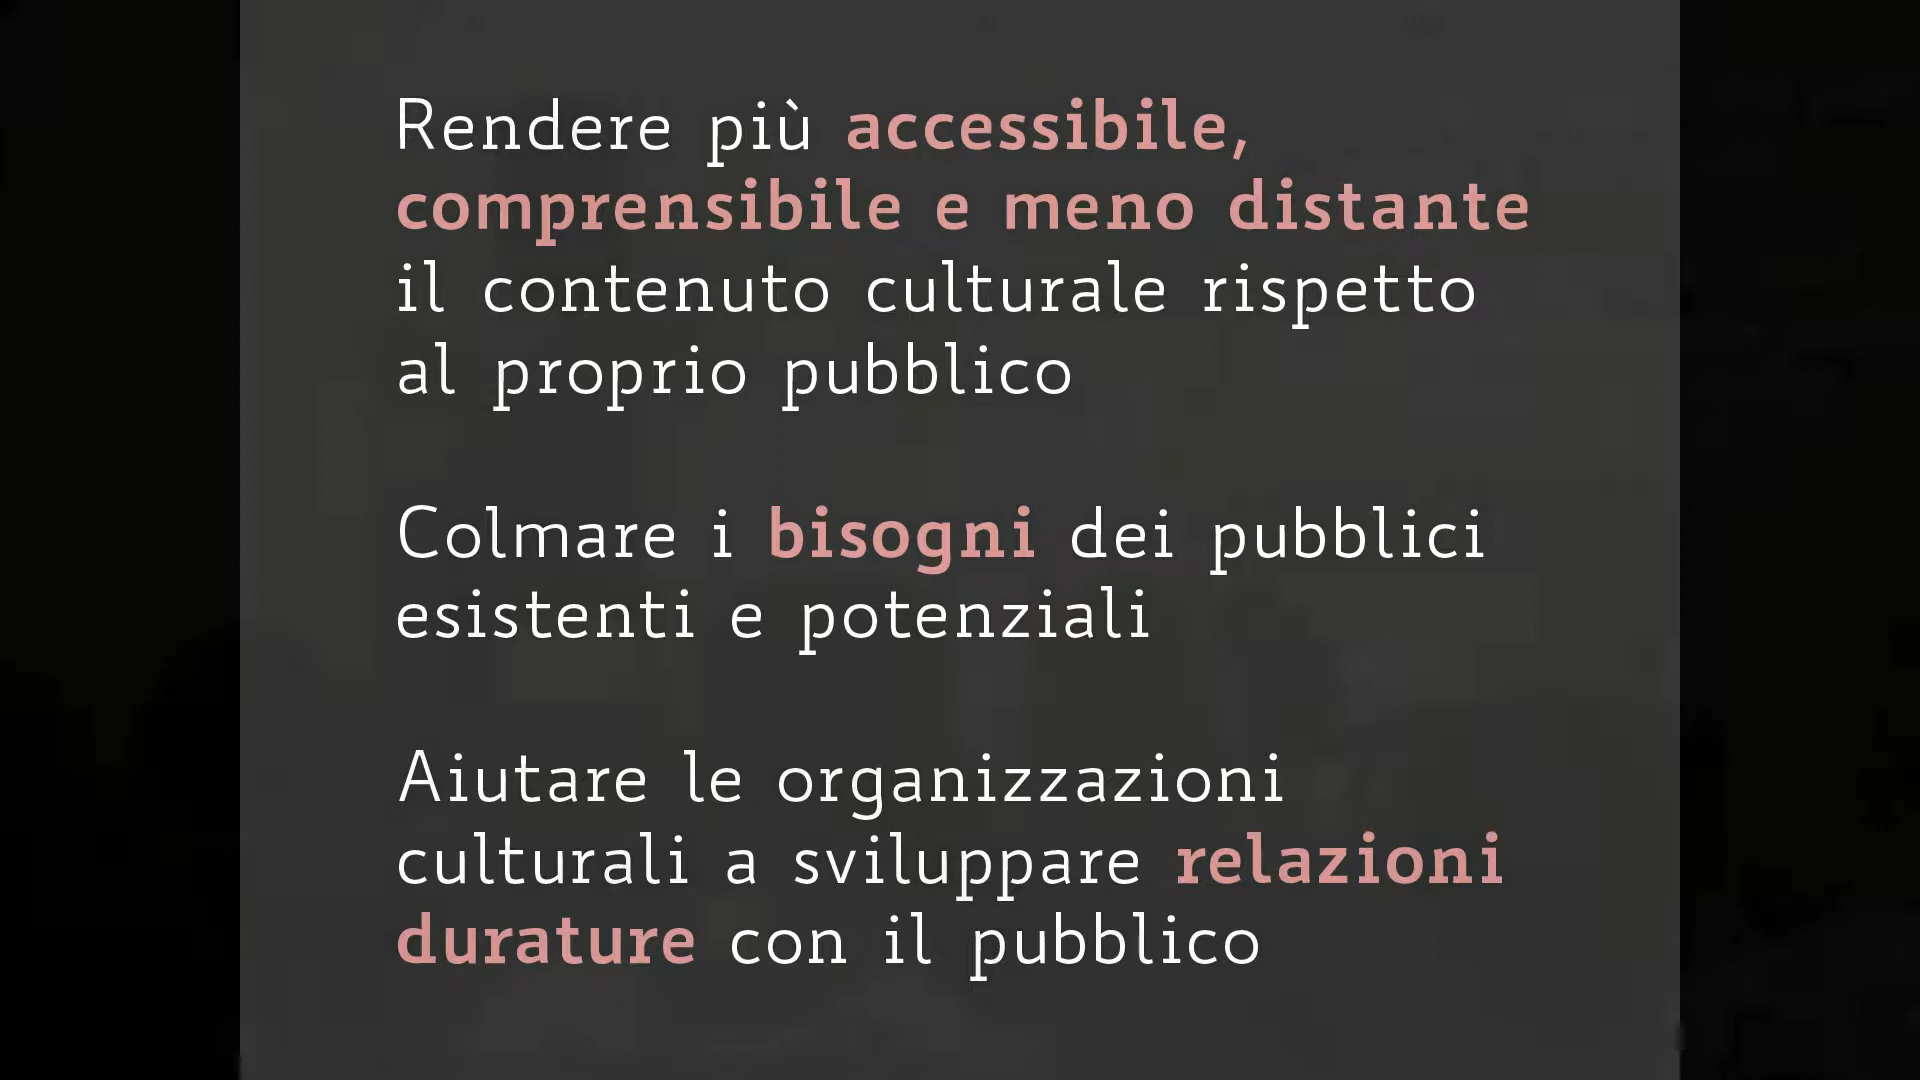 Rendere più accessibile,
comprensibile e meno distante
il contenuto culturale rispetto
al proprio pubblico
Colmare i bisogni dei pubblici
esistenti e potenziali
Aiutare le organizzazioni
culturali a sviluppare relazioni
durature con il pubblico